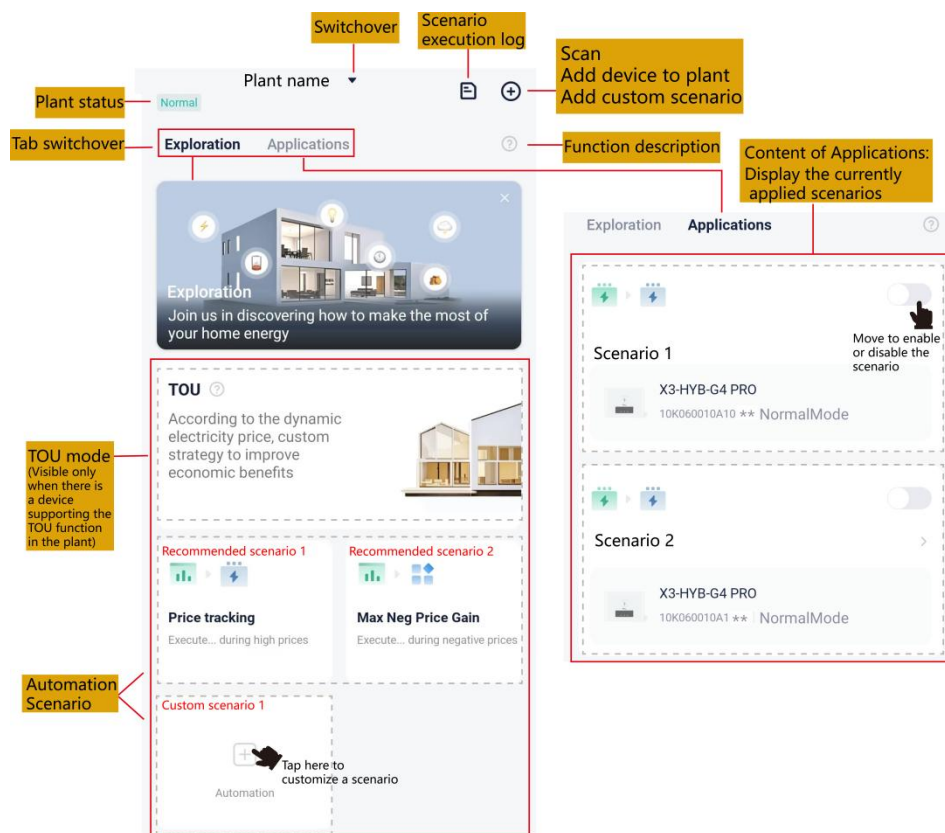 Switchover
Scenario
execution log
Scan
Add device to plant
Add custom scenario
Plant name
Plant status
Normal
Tab switchover
Exploration
Applications
Function description
Content of Applications:
Display the currently
applied scenarios
Exploration
Join us in discovering how to make the most of
your home energy
TOU
According to the dynamic
electricity price, custom
strategy to improve
economic benefits
TOU mode
(Visible only
when there is
a device
supporting the
TOU function
in the plant)
Recommended scenario 1
Price tracking
Execute... during high prices
Recommended scenario 2
Max Neg Price Gain
Execute... during negative prices
Automation
Scenario
Custom scenario 1
Tap here to
customize a scenario
Automation
Exploration
Applications
Move to enable
or disable the
scenario
Scenario 1
X3-HYB-G4 PRO
10K060010A10 ** NormalMode
Scenario 2
X3-HYB-G4 PRO
10K060010A1 ** NormalMode